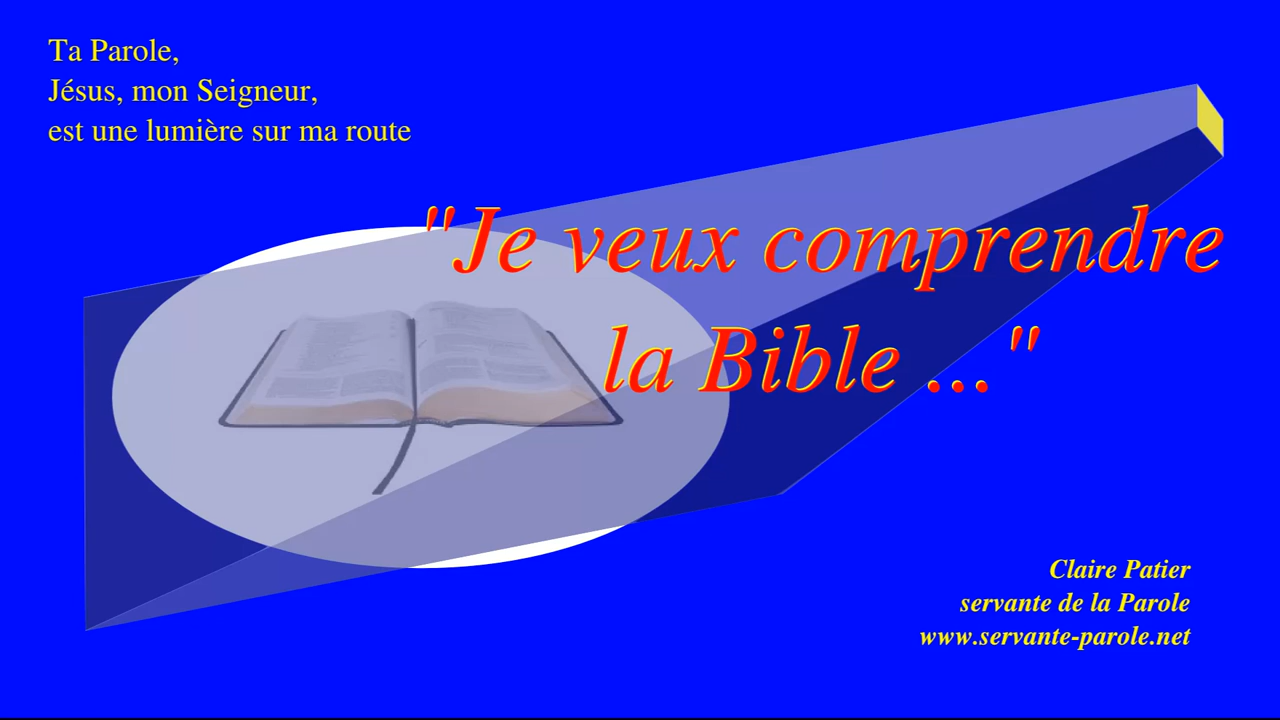 Ta Parole,
Jésus, mon Seigneur,
est une lumière sur ma route
"Je veux comprendre
la Bible ..."
Claire Patier
servante de la Parole
www.servante-parole.net